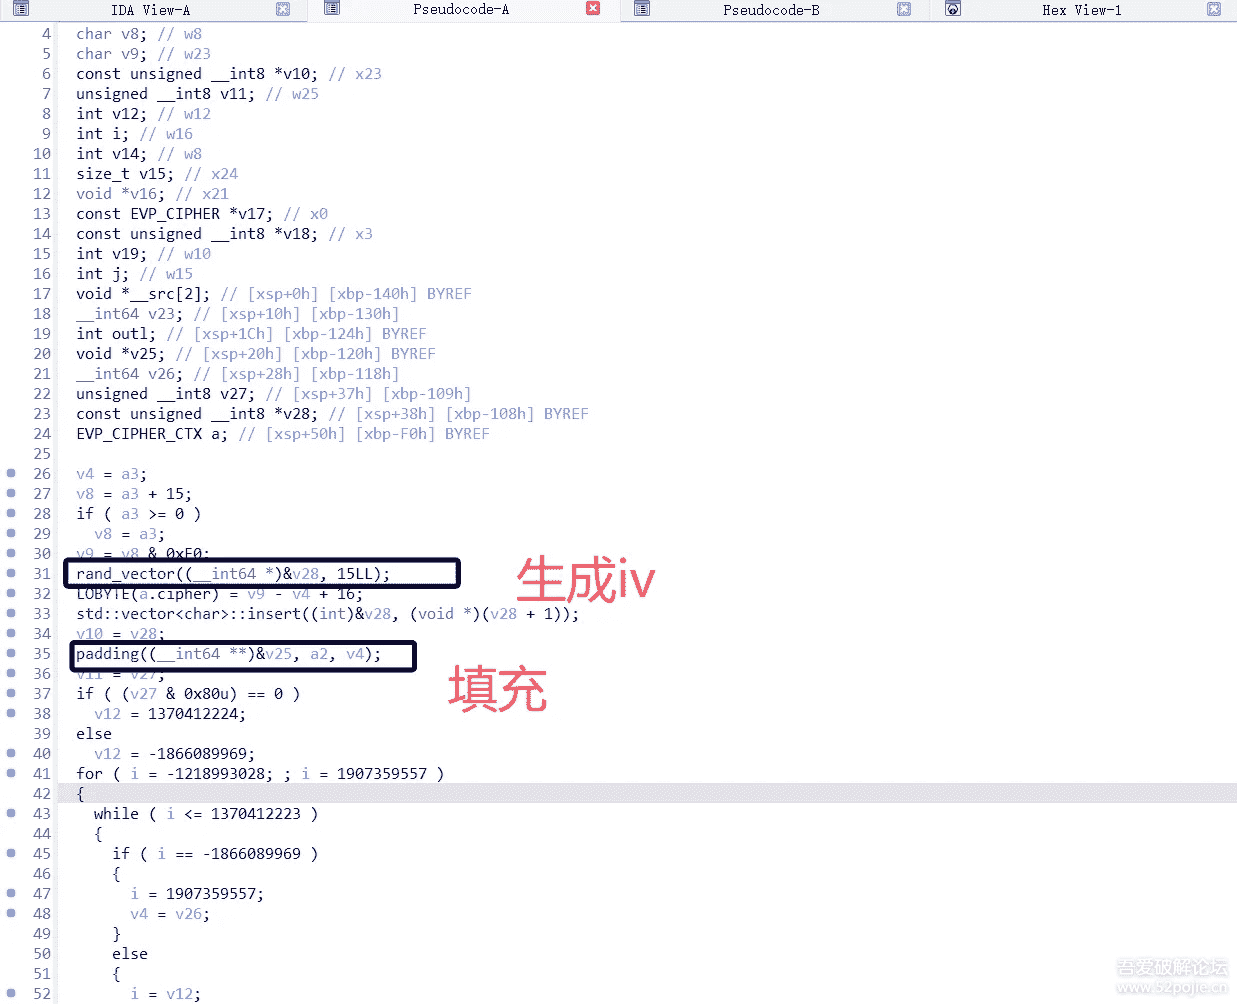 IDA View-A Pseudocode-A Pseudocode-B Hex View-1
4 char v8; // w8
5 char v9; // w23
6 const unsigned __int8 *v10; // x23
7 unsigned __int8 v11; // w25
8 int v12; // w12
9 int i; // w16
10 int v14; // w8
11 size_t v15; // x24
12 void *v16; // x21
13 const EVP_CIPHER *v17; // x0
14 const unsigned __int8 *v18; // x3
15 int v19; // w10
16 int j; // w15
17 void *__src[2]; // [xsp+0h] [xbp-140h] BYREF
18 __int64 v23; // [xsp+10h] [xbp-130h]
19 int outl; // [xsp+1Ch] [xbp-124h] BYREF
20 void *v25; // [xsp+20h] [xbp-120h] BYREF
21 __int64 v26; // [xsp+28h] [xbp-118h]
22 unsigned __int8 v27; // [xsp+37h] [xbp-109h]
23 const unsigned __int8 *v28; // [xsp+38h] [xbp-108h] BYREF
24 EVP_CIPHER_CTX a; // [xsp+50h] [xbp-F0h] BYREF
25
26 v4 = a3;
27 v8 = a3 + 15;
28 if ( a3 >= 0 )
29 v8 = a3;
30 v9 = v8 & 0xF0;
31 rand_vector((__int64 *)&v28, 15LL);
生成iv
32 LOBYTE(a.cipher) = v9 - v4 + 16;
33 std::vector<char>::insert((int)&v28, (void *)(v28 + 1));
34 v10 = v28;
35 padding((__int64 **)&v25, a2, v4);
填充
36 v11 = v27;
37 if ( (v27 & 0x80u) == 0 )
38 v12 = 1370412224;
39 else
40 v12 = -1866089969;
41 for ( i = -1218993028; ; i = 1907359557 )
42 {
43 while ( i <= 1370412223 )
44 {
45 if ( i == -1866089969 )
46 {
47 i = 1907359557;
48 v4 = v26;
49 }
50 else
51 {
52 i = v12;
吾爱破解论坛
www.52pojie.cn